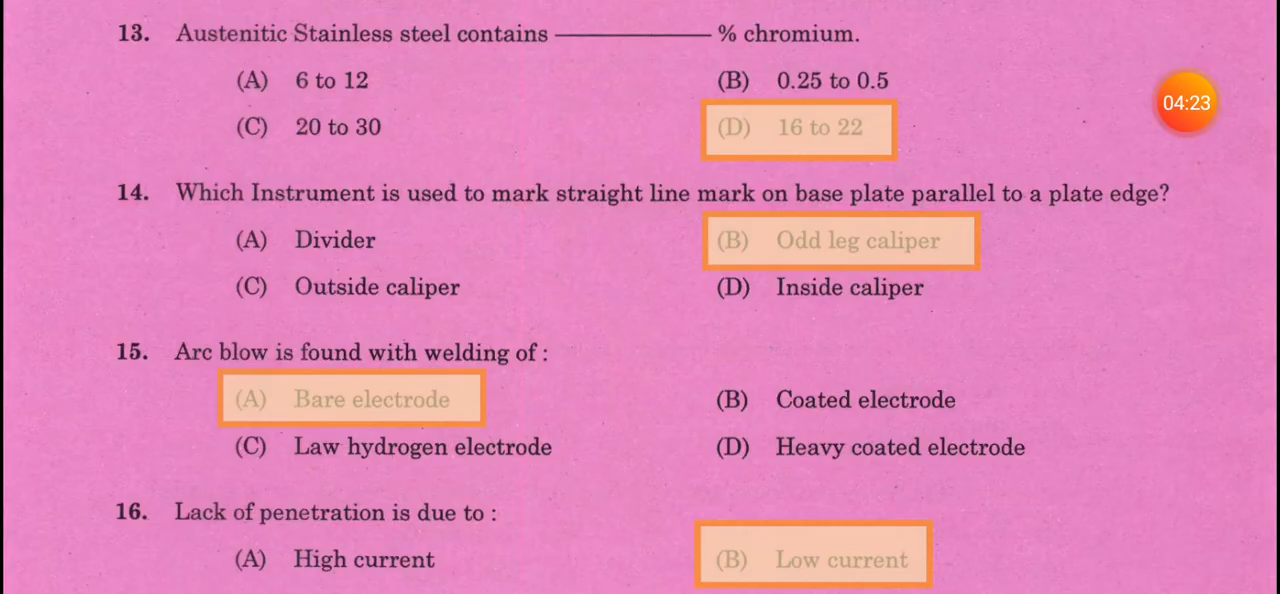 13. Austenitic Stainless steel contains ———— % chromium.
(A) 6 to 12 (B) 0.25 to 0.5
(C) 20 to 30 (D) 16 to 22
04:23
14. Which Instrument is used to mark straight line mark on base plate parallel to a plate edge?
(A) Divider (B) Odd leg caliper
(C) Outside caliper (D) Inside caliper
15. Arc blow is found with welding of :
(A) Bare electrode (B) Coated electrode
(C) Law hydrogen electrode (D) Heavy coated electrode
16. Lack of penetration is due to :
(A) High current (B) Low current